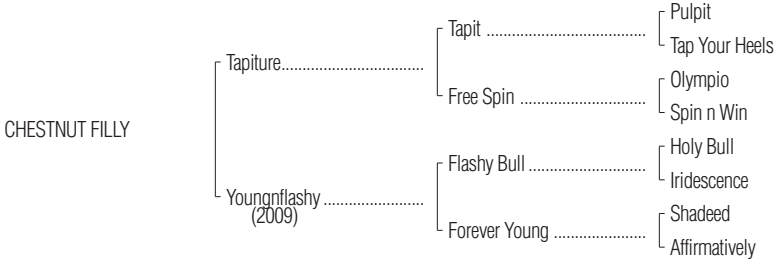 Pulpit
Tapit ........................................
Tap Your Heels
Tapiture....................................
Olympio
Free Spin ................................
Spin n Win
CHESTNUT FILLY
Holy Bull
Flashy Bull ..............................
Iridescence
Youngnflashy .........................
(2009)
Shadeed
Forever Young .......................
Affirmatively